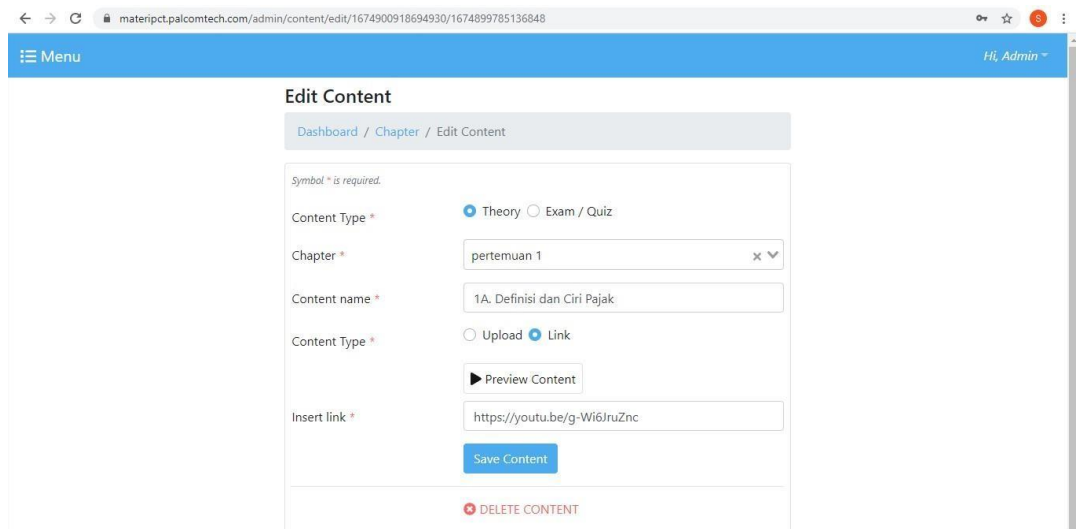 materipct.palcomtech.com/admin/content/edit/1674900918694930/1674899785136848
S
Menu
Hi, Admin
Edit Content
Dashboard / Chapter / Edit Content
Symbol * is required.
Content Type * Theory Exam / Quiz
Chapter * pertemuan 1
Content name * 1A. Definisi dan Ciri Pajak
Content Type * Upload Link
Preview Content
Insert link * https://youtu.be/g-Wi6JruZnc
Save Content
DELETE CONTENT